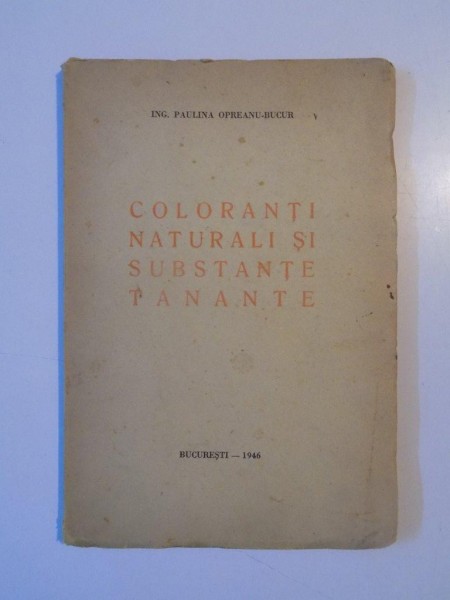 ING. PAULINA OPREANU-BUCUR
COLORANȚI
NATURALI ȘI
SUBSTANȚE
TANANTE
BUCUREȘTI — 1946